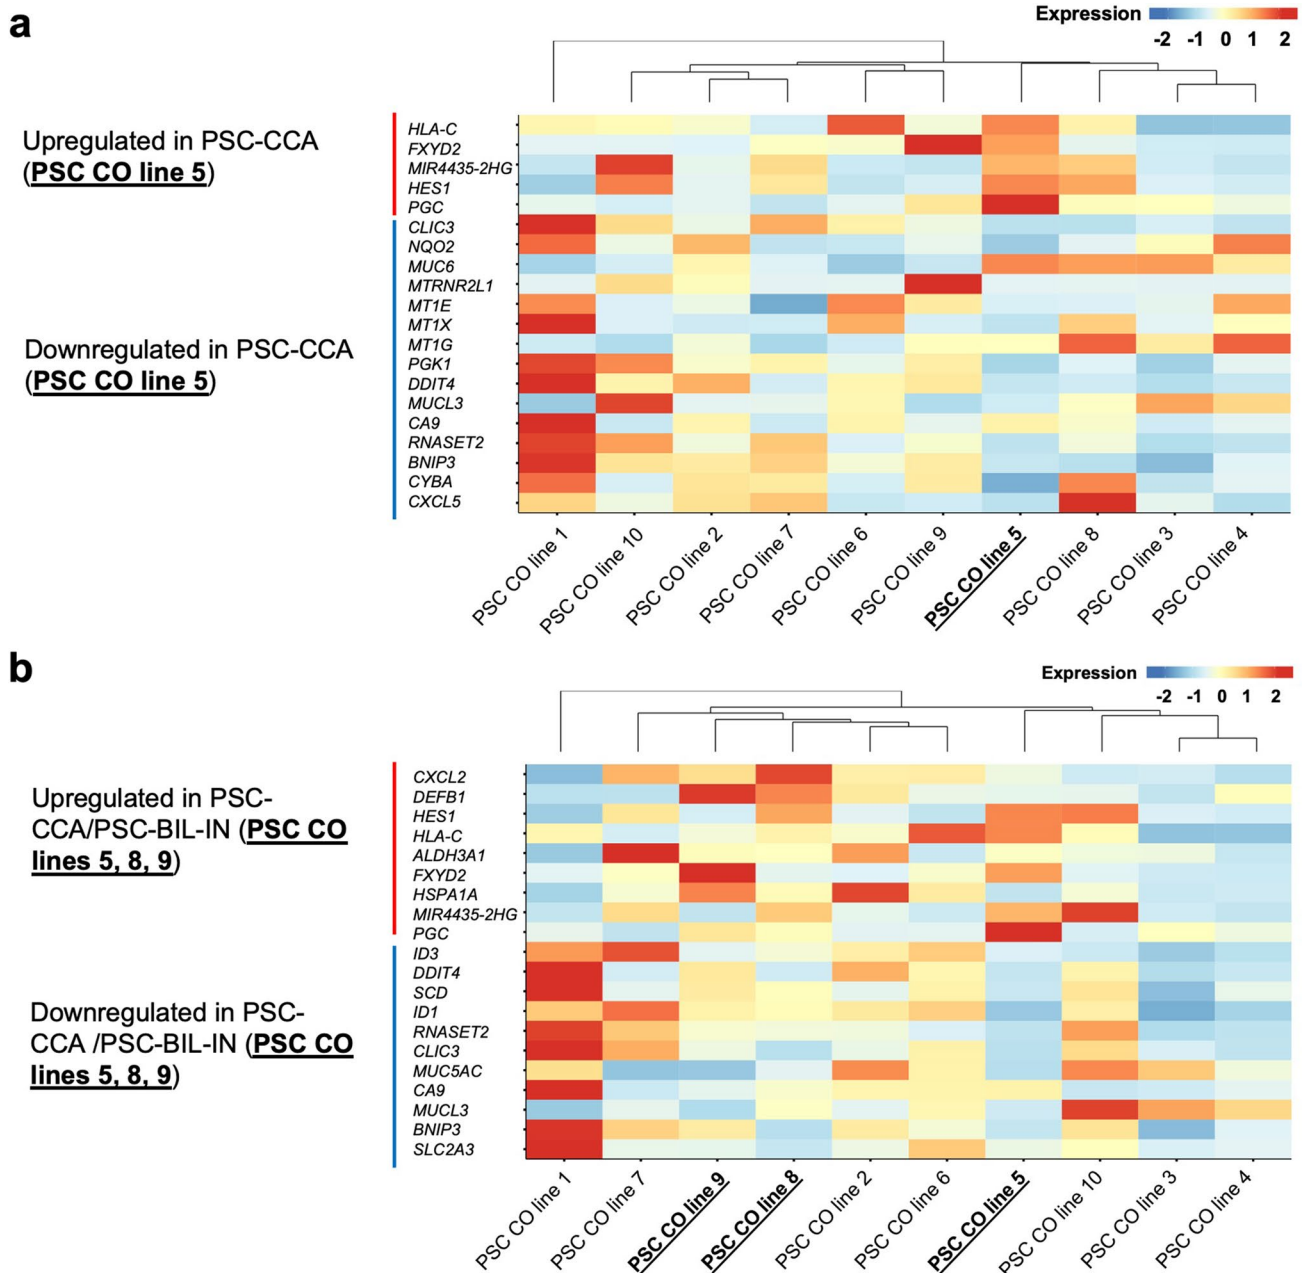 a
Expression
-2 -1 0 1 2
Upregulated in PSC-CCA
(PSC CO line 5)
Downregulated in PSC-CCA
(PSC CO line 5)
HLA-C
FXYD2
MIR4435-2HG
HES1
PGC
CLIC3
NQO2
MUC6
MTRNR2L1
MT1E
MT1X
MT1G
PGK1
DDIT4
MUCL3
CA9
RNASET2
BNIP3
CYBA
CXCL5
PSC CO line 1
PSC CO line 10
PSC CO line 2
PSC CO line 7
PSC CO line 6
PSC CO line 9
PSC CO line 5
PSC CO line 8
PSC CO line 3
PSC CO line 4
b
Expression
-2 -1 0 1 2
Upregulated in PSC-
CCA/PSC-BIL-IN (PSC CO
lines 5, 8, 9)
Downregulated in PSC-
CCA /PSC-BIL-IN (PSC CO
lines 5, 8, 9)
CXCL2
DEFB1
HES1
HLA-C
ALDH3A1
FXYD2
HSPA1A
MIR4435-2HG
PGC
ID3
DDIT4
SCD
ID1
RNASET2
CLIC3
MUC5AC
CA9
MUCL3
BNIP3
SLC2A3
PSC CO line 1
PSC CO line 7
PSC CO line 9
PSC CO line 8
PSC CO line 2
PSC CO line 6
PSC CO line 5
PSC CO line 10
PSC CO line 3
PSC CO line 4